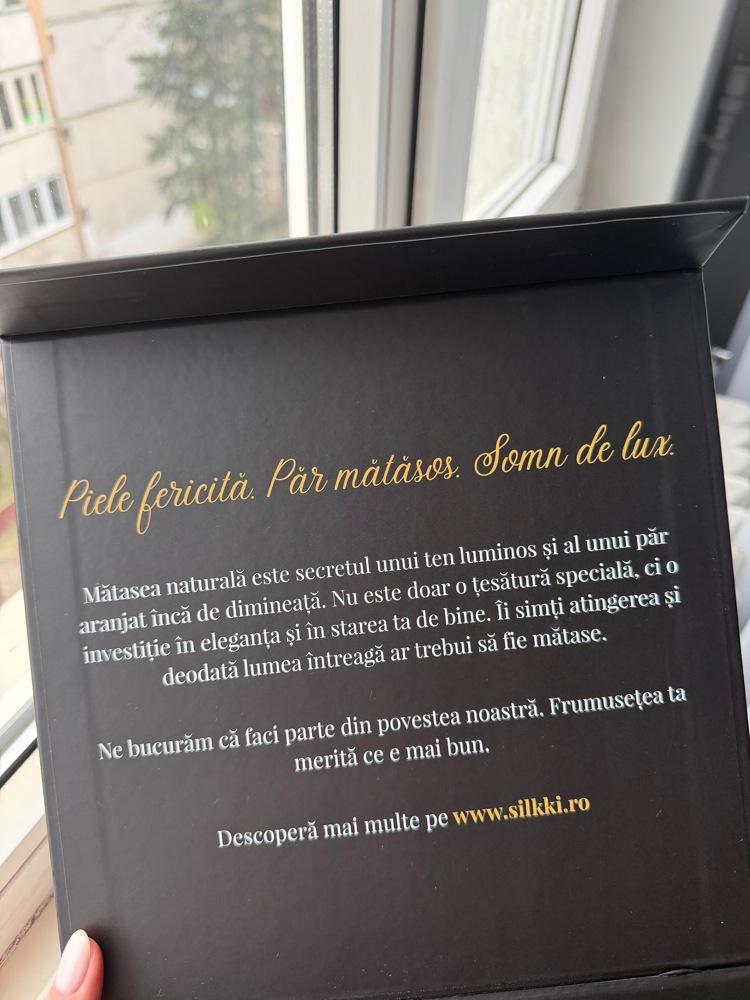 Piele fericită. Păr mătăsos. Somn de lux.
Mătasea naturală este secretul unui ten luminos și al unui păr
aranjat încă de dimineață. Nu este doar o țesătură specială, ci o
investiție în eleganța și în starea ta de bine. Îi simți atingerea și
deodată lumea întreagă ar trebui să fie mătase.
Ne bucurăm că faci parte din povestea noastră. Frumusețea ta
merită ce e mai bun.
Descoperă mai multe pe www.silkki.ro